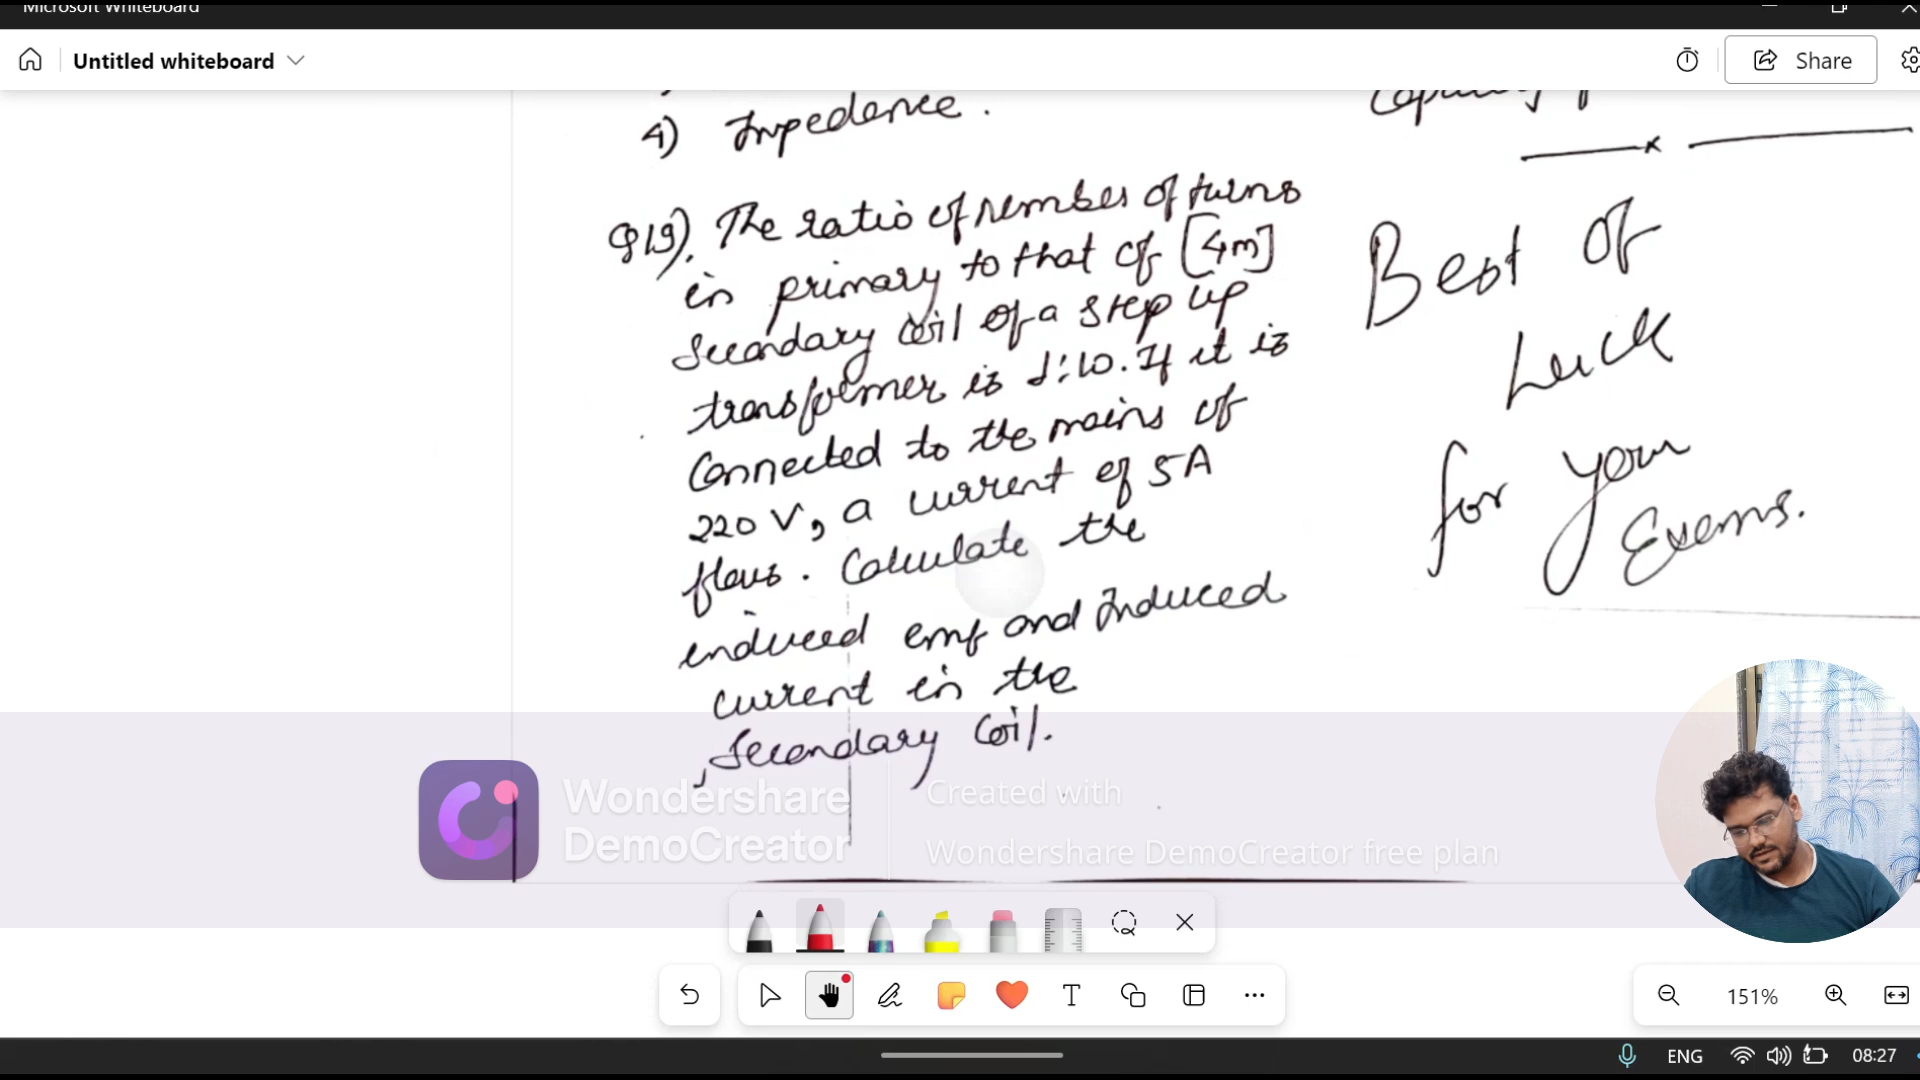 Microsoft Whiteboard
Untitled whiteboard
Share
4) Impedance.
Q19). The ratio of number of turns
in primary to that of [4m]
Secondary coil of a step up
transformer is 1:10. If it is
Connected to the mains of
220 V, a current of 5A
flows. Calculate the
induced emf and Induced
current in the
Secondary Coil.
Best Of
Luck
for your
Exams.
Wondershare
DemoCreator
Created with
Wondershare DemoCreator free plan
T
151%
ENG
08:27